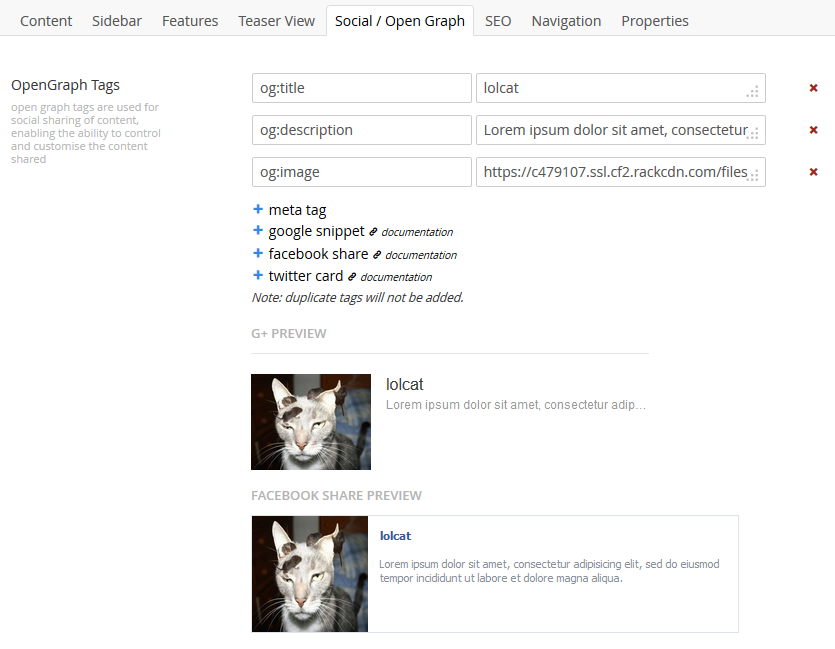 Content Sidebar Features Teaser View Social / Open Graph SEO Navigation Properties
OpenGraph Tags
open graph tags are used for
social sharing of content,
enabling the ability to control
and customise the content
shared
og:title lolcat
og:description Lorem ipsum dolor sit amet, consectetur
og:image https://c479107.ssl.cf2.rackcdn.com/files
+ meta tag
+ google snippet documentation
+ facebook share documentation
+ twitter card documentation
Note: duplicate tags will not be added.
G+ PREVIEW
lolcat
Lorem ipsum dolor sit amet, consectetur adip...
FACEBOOK SHARE PREVIEW
lolcat
Lorem ipsum dolor sit amet, consectetur adipisicing elit, sed do eiusmod
tempor incididunt ut labore et dolore magna aliqua.